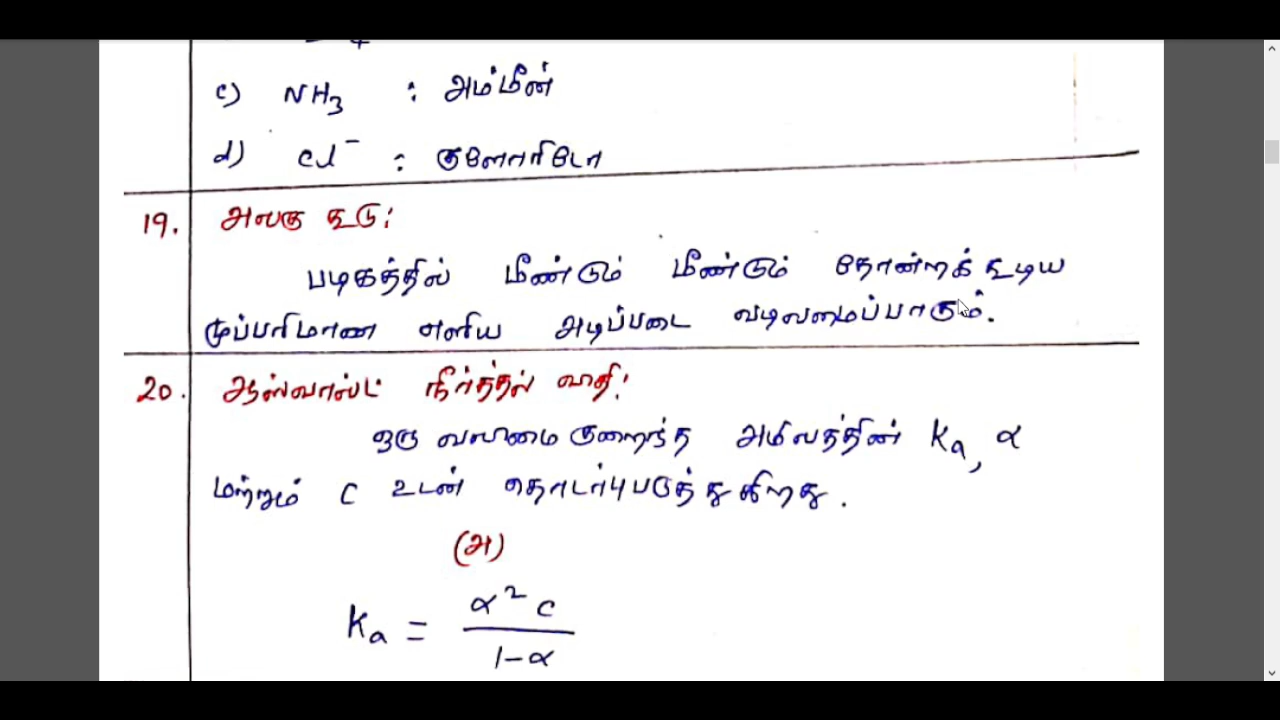 c) NH₃ : அம்மீன்
d) Cl⁻ : குளோரிடோ
19. அலகு கூடு:
படிகத்தில் மீண்டும் மீண்டும் தோன்றக் கூடிய
முப்பரிமாண எளிய அடிப்படை வடிவமைப்பாகும்.
20. ஆஸ்வால்ட் நீர்த்தல் விதி:
ஒரு வலிமை குறைந்த அமிலத்தின் Ka, α
மற்றும் C உடன் தொடர்புபடுத்துகிறது.
(அ)
Ka = α² C
1-α